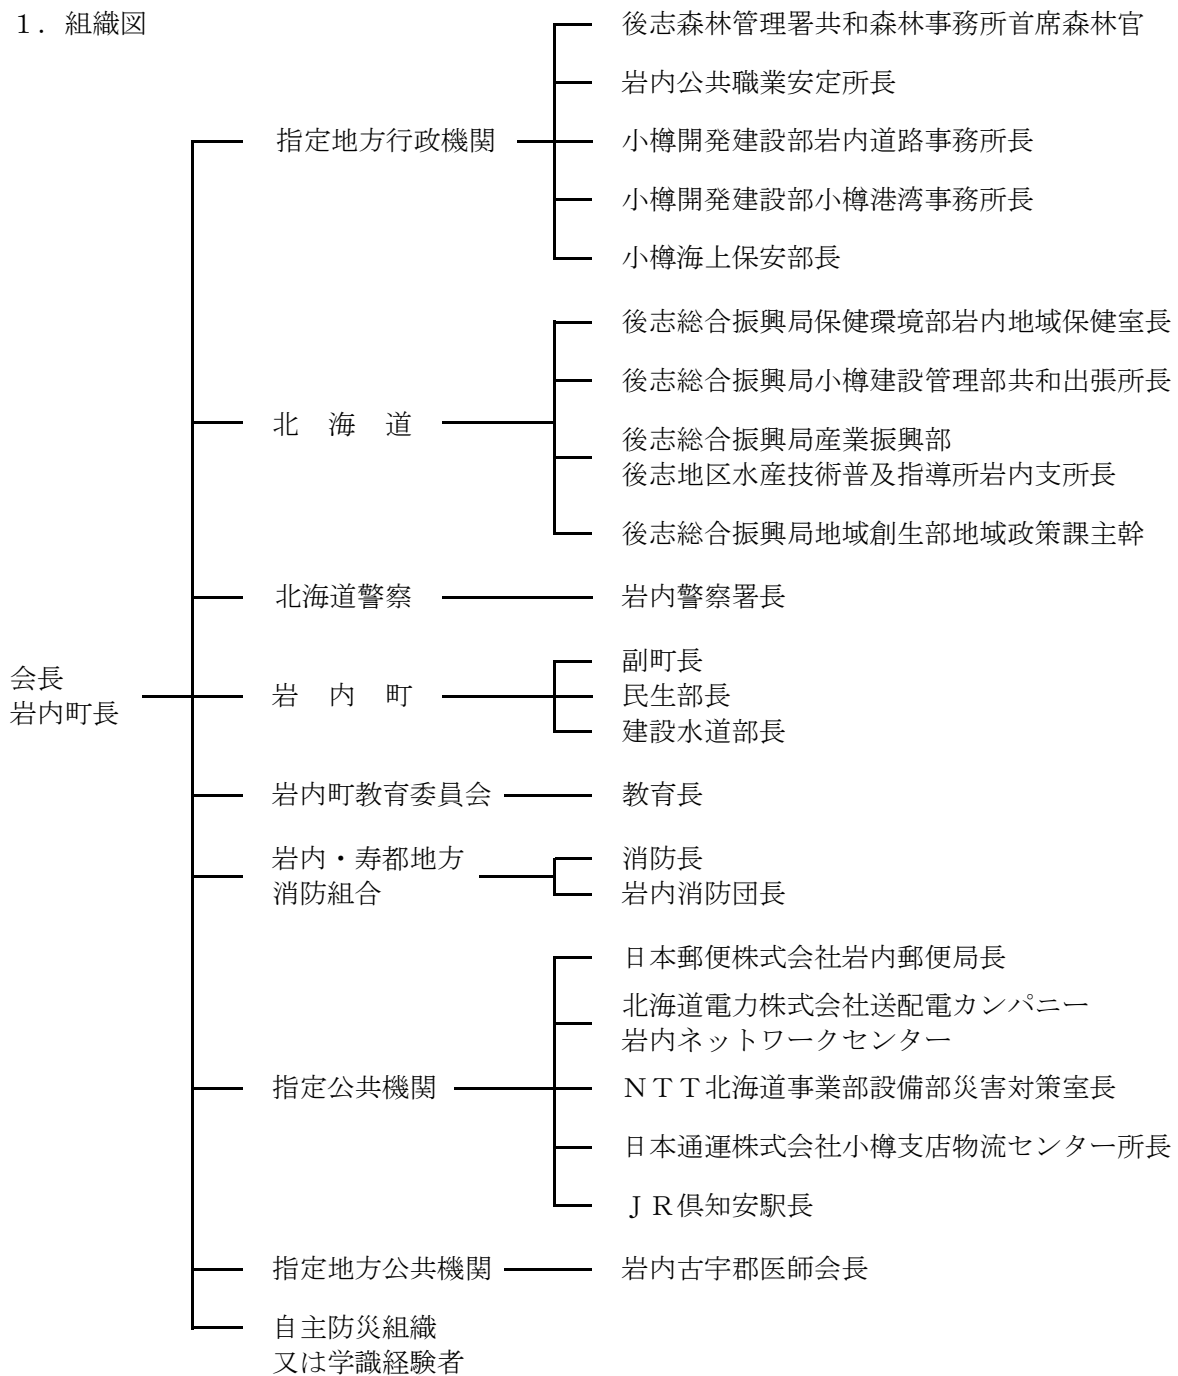 １．組織図
会長
岩内町長
指定地方行政機関
後志森林管理署共和森林事務所首席森林官
岩内公共職業安定所長
小樽開発建設部岩内道路事務所長
小樽開発建設部小樽港湾事務所長
小樽海上保安部長
北　海　道
後志総合振興局保健環境部岩内地域保健室長
後志総合振興局小樽建設管理部共和出張所長
後志総合振興局産業振興部
後志地区水産技術普及指導所岩内支所長
後志総合振興局地域創生部地域政策課主幹
北海道警察
岩内警察署長
岩　内　町
副町長
民生部長
建設水道部長
岩内町教育委員会
教育長
岩内・寿都地方
消防組合
消防長
岩内消防団長
指定公共機関
日本郵便株式会社岩内郵便局長
北海道電力株式会社送配電カンパニー
岩内ネットワークセンター
ＮＴＴ北海道事業部設備部災害対策室長
日本通運株式会社小樽支店物流センター所長
ＪＲ倶知安駅長
指定地方公共機関
岩内古宇郡医師会長
自主防災組織
又は学識経験者